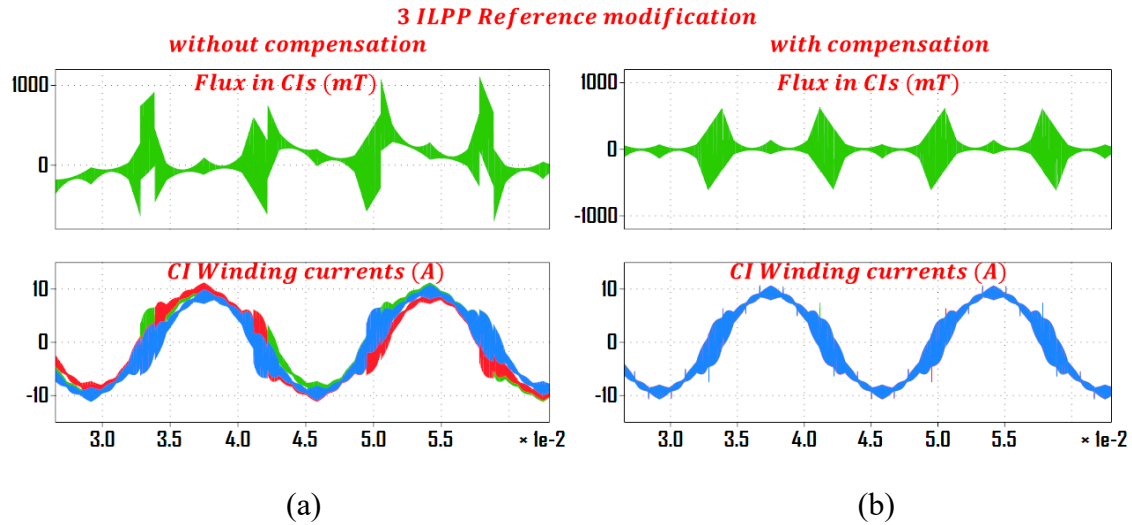 3 ILPP Reference modification
without compensation
with compensation
Flux in CIs (mT)
1000
0
Flux in CIs (mT)
1000
0
-1000
CI Winding currents (A)
10
0
-10
3.0 3.5 4.0 4.5 5.0 5.5 × 1e-2
CI Winding currents (A)
10
0
-10
3.0 3.5 4.0 4.5 5.0 5.5 × 1e-2
(a)
(b)